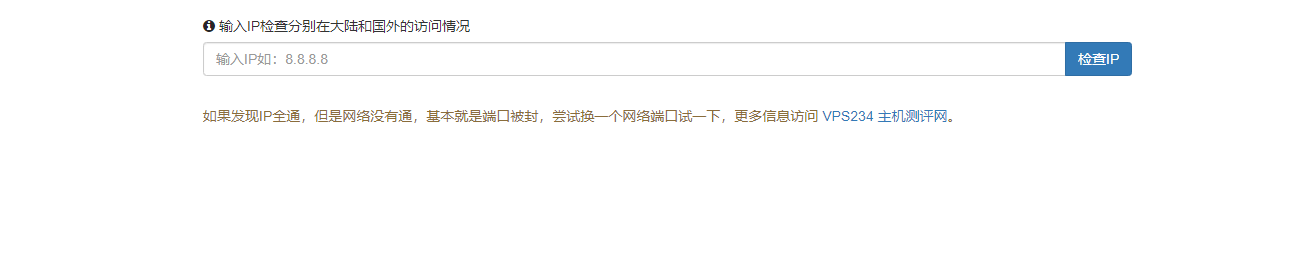 输入IP检查分别在大陆和国外的访问情况
输入IP如：8.8.8.8
检查IP
如果发现IP全通，但是网络没有通，基本就是端口被封，尝试换一个网络端口试一下，更多信息访问 VPS234 主机测评网。